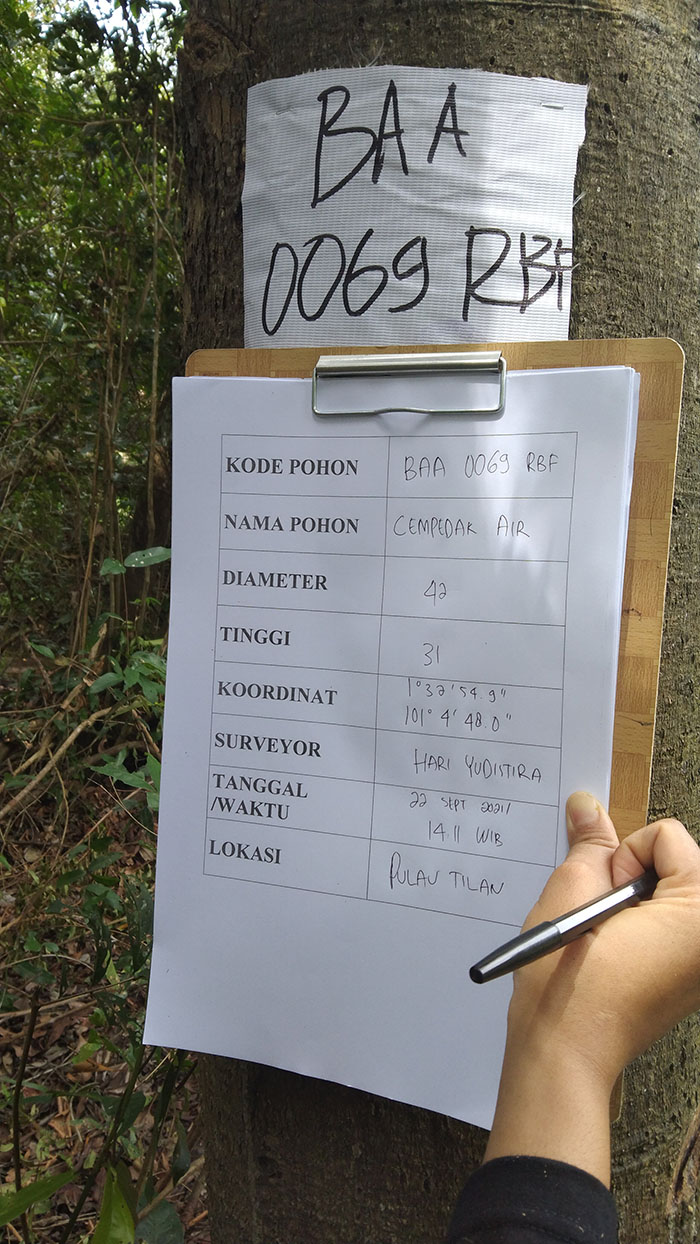 BAA
0069 RBF
KODE POHON BAA 0069 RBF
NAMA POHON CEMPEDAK AIR
DIAMETER 42
TINGGI 31
KOORDINAT 1°32'54.9"
101° 4' 48.0"
SURVEYOR HARI YUDISTIRA
TANGGAL 22 SEPT 2021/
/WAKTU 14.11 WIB
LOKASI PULAU TILAN